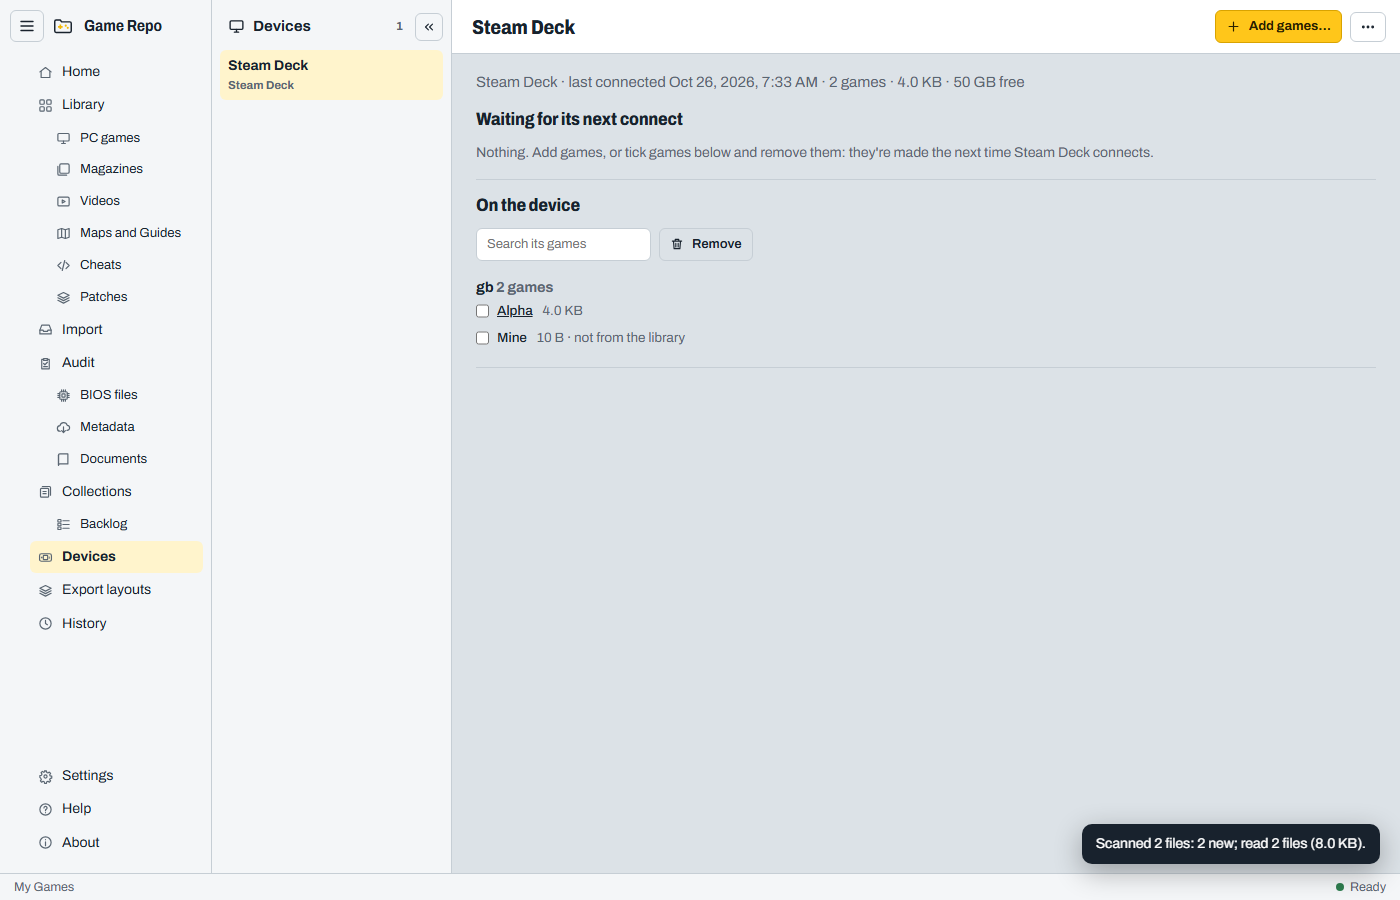 Game Repo
Home
Library
PC games
Magazines
Videos
Maps and Guides
Cheats
Patches
Import
Audit
BIOS files
Metadata
Documents
Collections
Backlog
Devices
Export layouts
History
Settings
Help
About
Devices 1
Steam Deck
Steam Deck
Steam Deck
Add games...
Steam Deck · last connected Oct 26, 2026, 7:33 AM · 2 games · 4.0 KB · 50 GB free
Waiting for its next connect
Nothing. Add games, or tick games below and remove them: they're made the next time Steam Deck connects.
On the device
Search its games
Remove
gb 2 games
Alpha 4.0 KB
Mine 10 B · not from the library
Scanned 2 files: 2 new; read 2 files (8.0 KB).
My Games
Ready